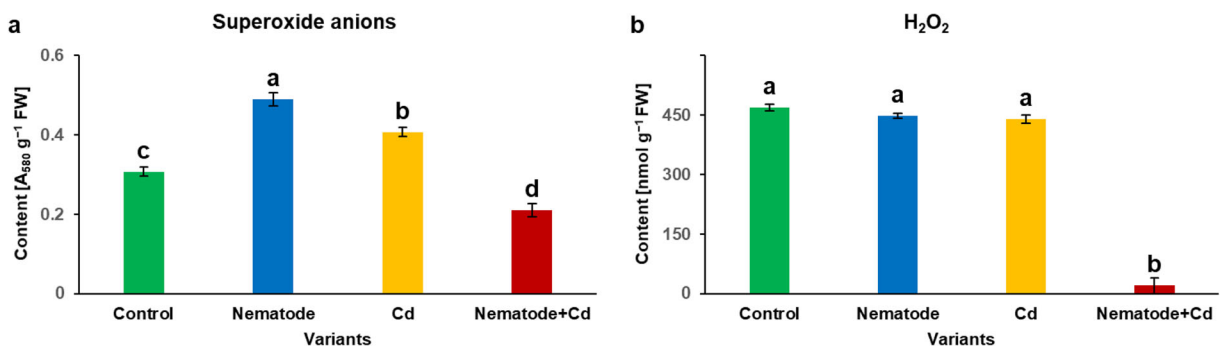 a
Superoxide anions
Content [A₅₈₀ g⁻¹ FW]
0.6
0.4
0.2
0
c
a
b
d
Control Nematode Cd Nematode+Cd
Variants
b
H₂O₂
Content [nmol g⁻¹ FW]
450
300
150
0
a
a
a
b
Control Nematode Cd Nematode+Cd
Variants